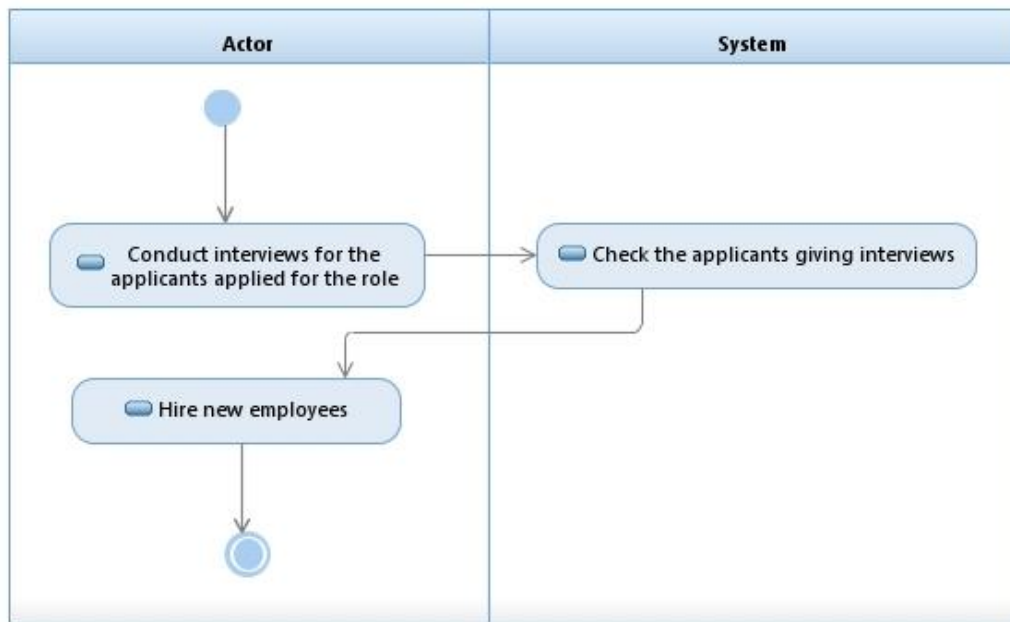 Actor
System
Conduct interviews for the
applicants applied for the role
Check the applicants giving interviews
Hire new employees